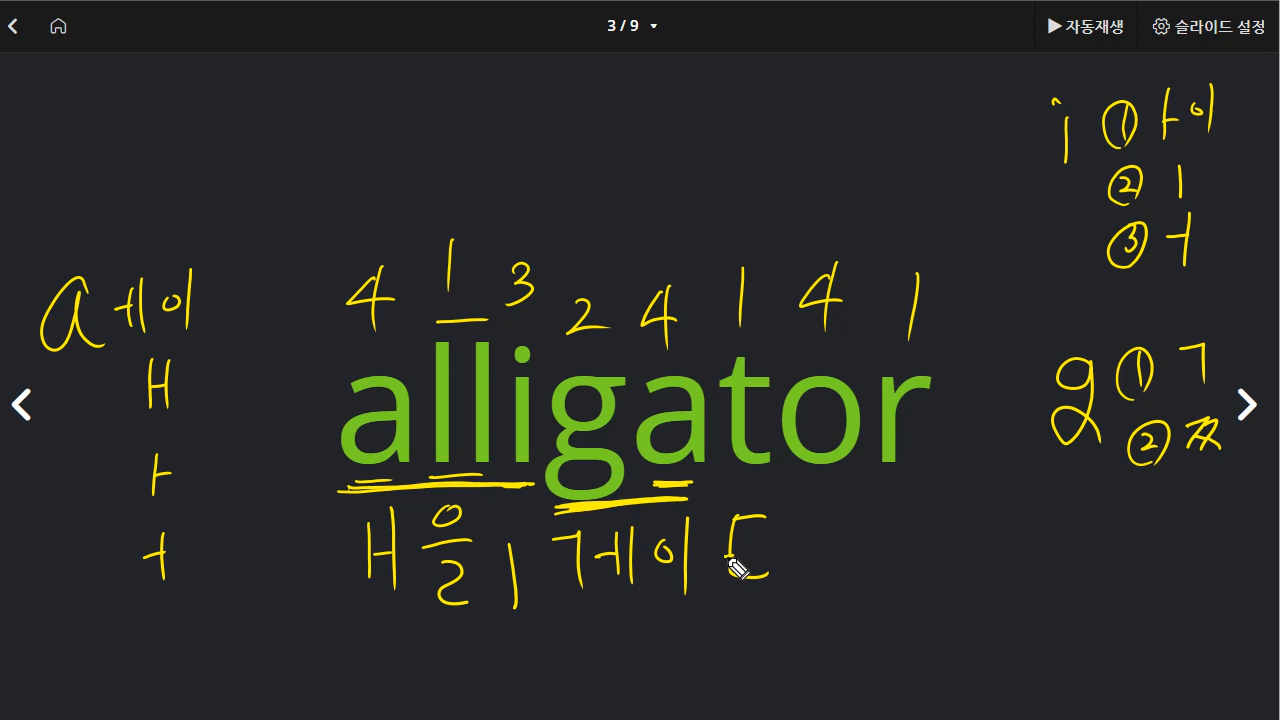 3 / 9
자동재생
슬라이드 설정
i ① ㅏ이
② ㅣ
③ ㅓ
4 1 3 2 4 1 4 1
alligator
a ㅔ이
ㅐ
ㅏ
ㅓ
g ① ㄱ
② ㅈ
ㅐ 을 ㅣ ㄱㅔ이 ㄷ